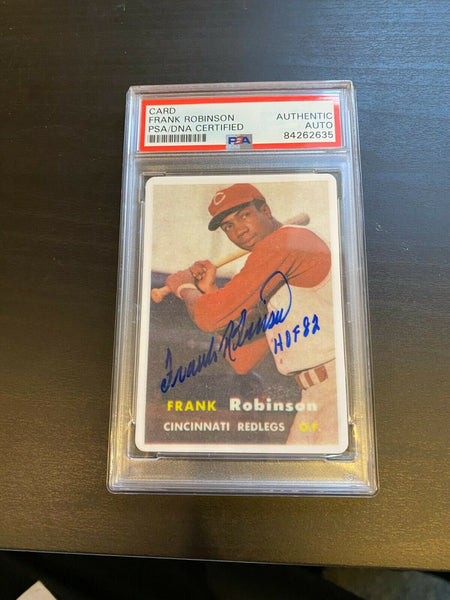 CARD
FRANK ROBINSON
PSA/DNA CERTIFIED
PSA
AUTHENTIC
AUTO
84262635
C
Frank Robinson
HOF 82
FRANK Robinson
CINCINNATI REDLEGS O.F.